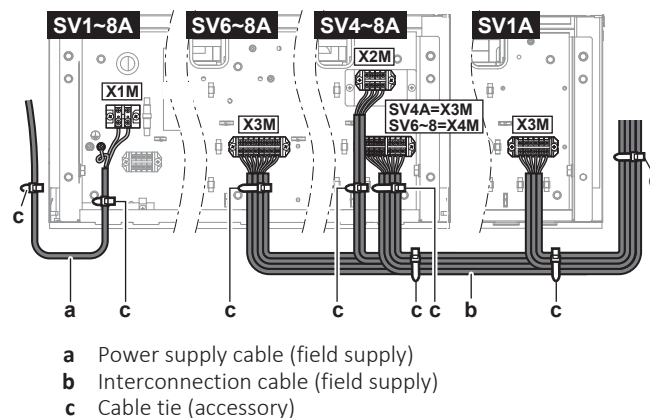 SV1~8A SV6~8A SV4~8A SV1A
X2M
X1M
SV4A=X3M
SV6~8=X4M
X3M X3M
c
c c c c
a c c c c c b c
a Power supply cable (field supply)
b Interconnection cable (field supply)
c Cable tie (accessory)